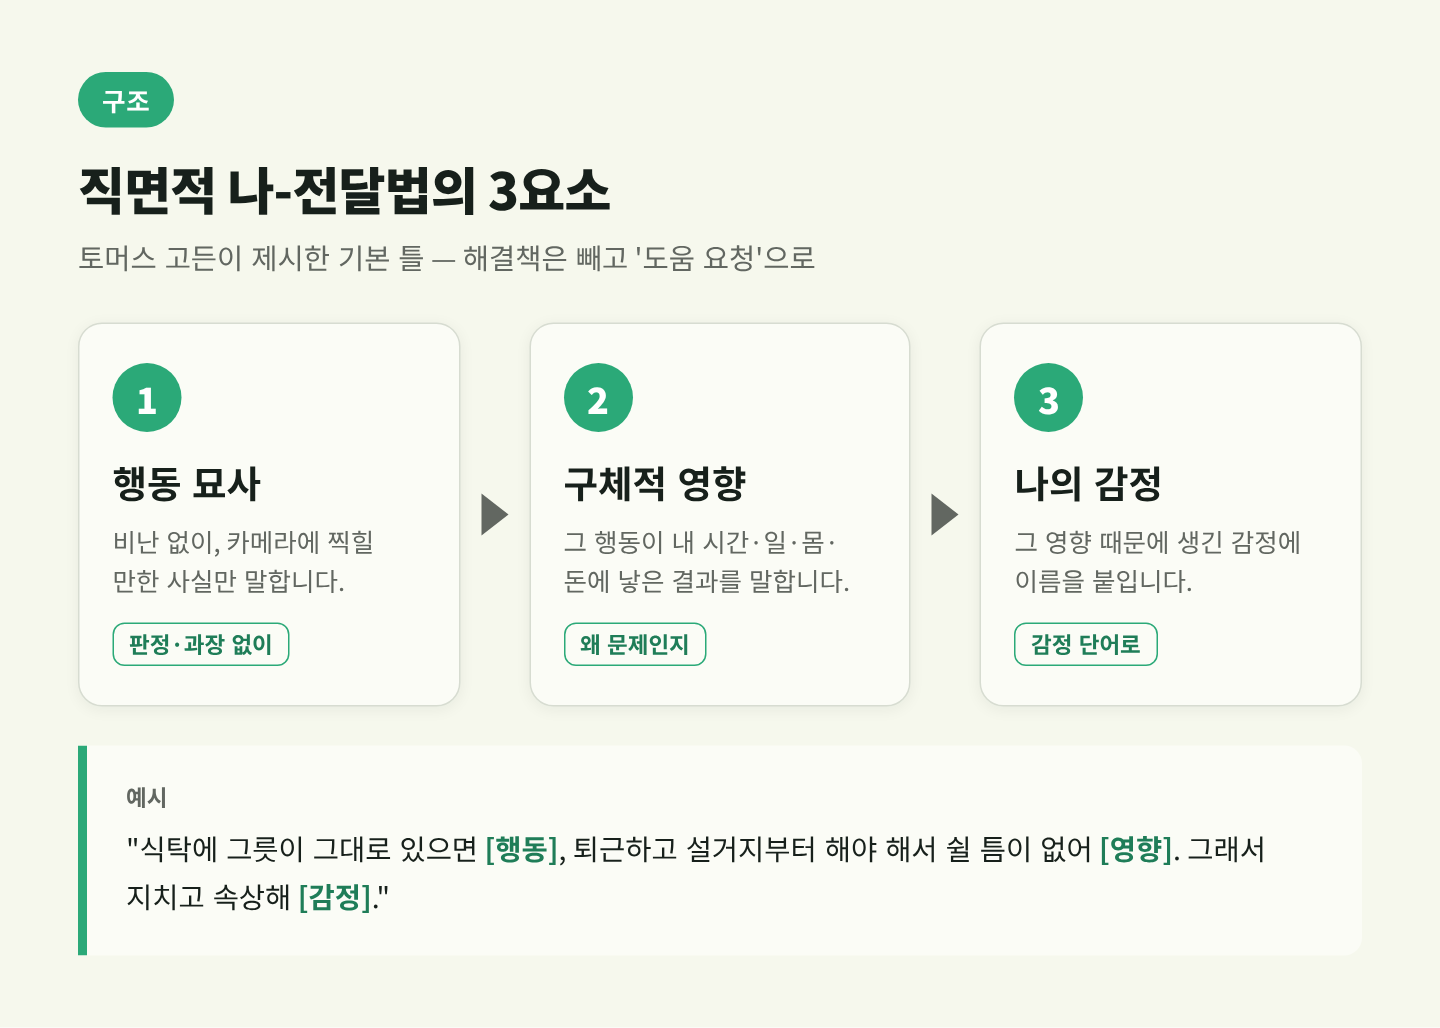 구조
직면적 나-전달법의 3요소
토머스 고든이 제시한 기본 틀 — 해결책은 빼고 '도움 요청'으로
1
행동 묘사
비난 없이, 카메라에 찍힐
만한 사실만 말합니다.
판정·과장 없이
2
구체적 영향
그 행동이 내 시간·일·몸·
돈에 낳은 결과를 말합니다.
왜 문제인지
3
나의 감정
그 영향 때문에 생긴 감정에
이름을 붙입니다.
감정 단어로
예시
"식탁에 그릇이 그대로 있으면 [행동], 퇴근하고 설거지부터 해야 해서 쉴 틈이 없어 [영향]. 그래서
지치고 속상해 [감정]."